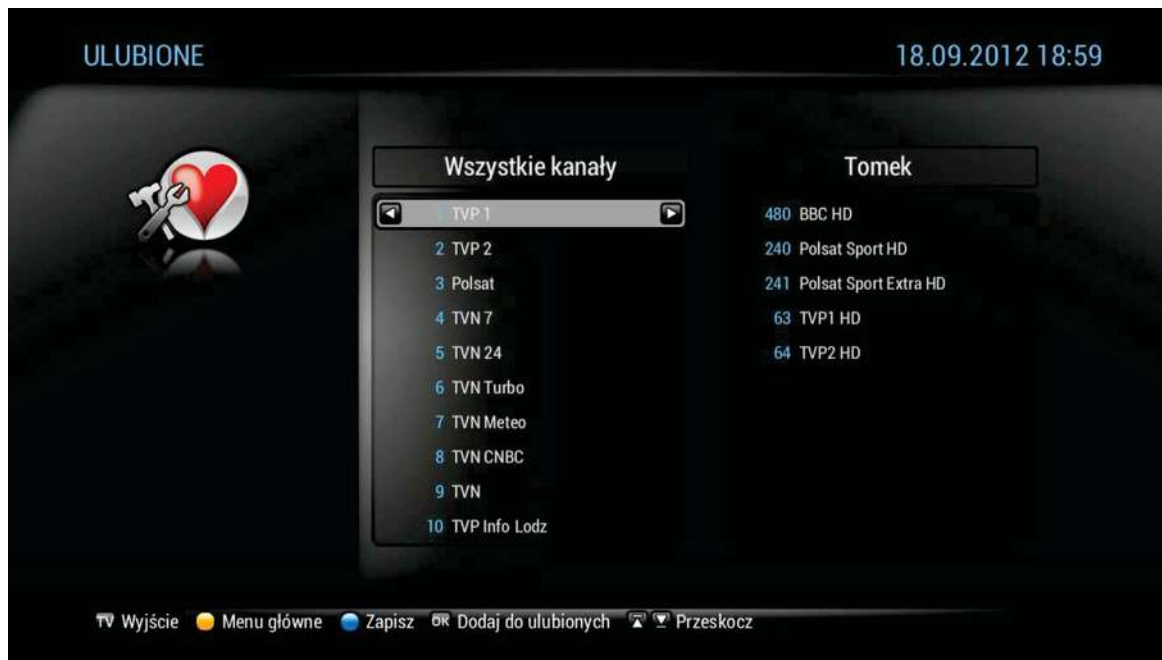 ULUBIONE
18.09.2012 18:59
Wszystkie kanały
1 TVP 1
2 TVP 2
3 Polsat
4 TVN 7
5 TVN 24
6 TVN Turbo
7 TVN Meteo
8 TVN CNBC
9 TVN
10 TVP Info Lodz
Tomek
480 BBC HD
240 Polsat Sport HD
241 Polsat Sport Extra HD
63 TVP1 HD
64 TVP2 HD
TV Wyjście Menu główne Zapisz OK Dodaj do ulubionych Przeskocz